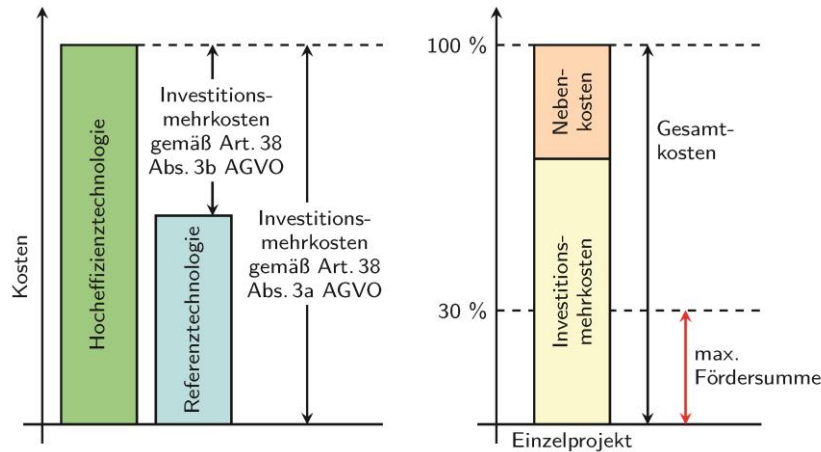 Kosten
Hocheffizienztechnologie
Investitions-
mehrkosten
gemäß Art. 38
Abs. 3b AGVO
Referenztechnologie
Investitions-
mehrkosten
gemäß Art. 38
Abs. 3a AGVO
100 %
30 %
Neben-
kosten
Investitions-
mehrkosten
Gesamt-
kosten
max.
Fördersumme
Einzelprojekt